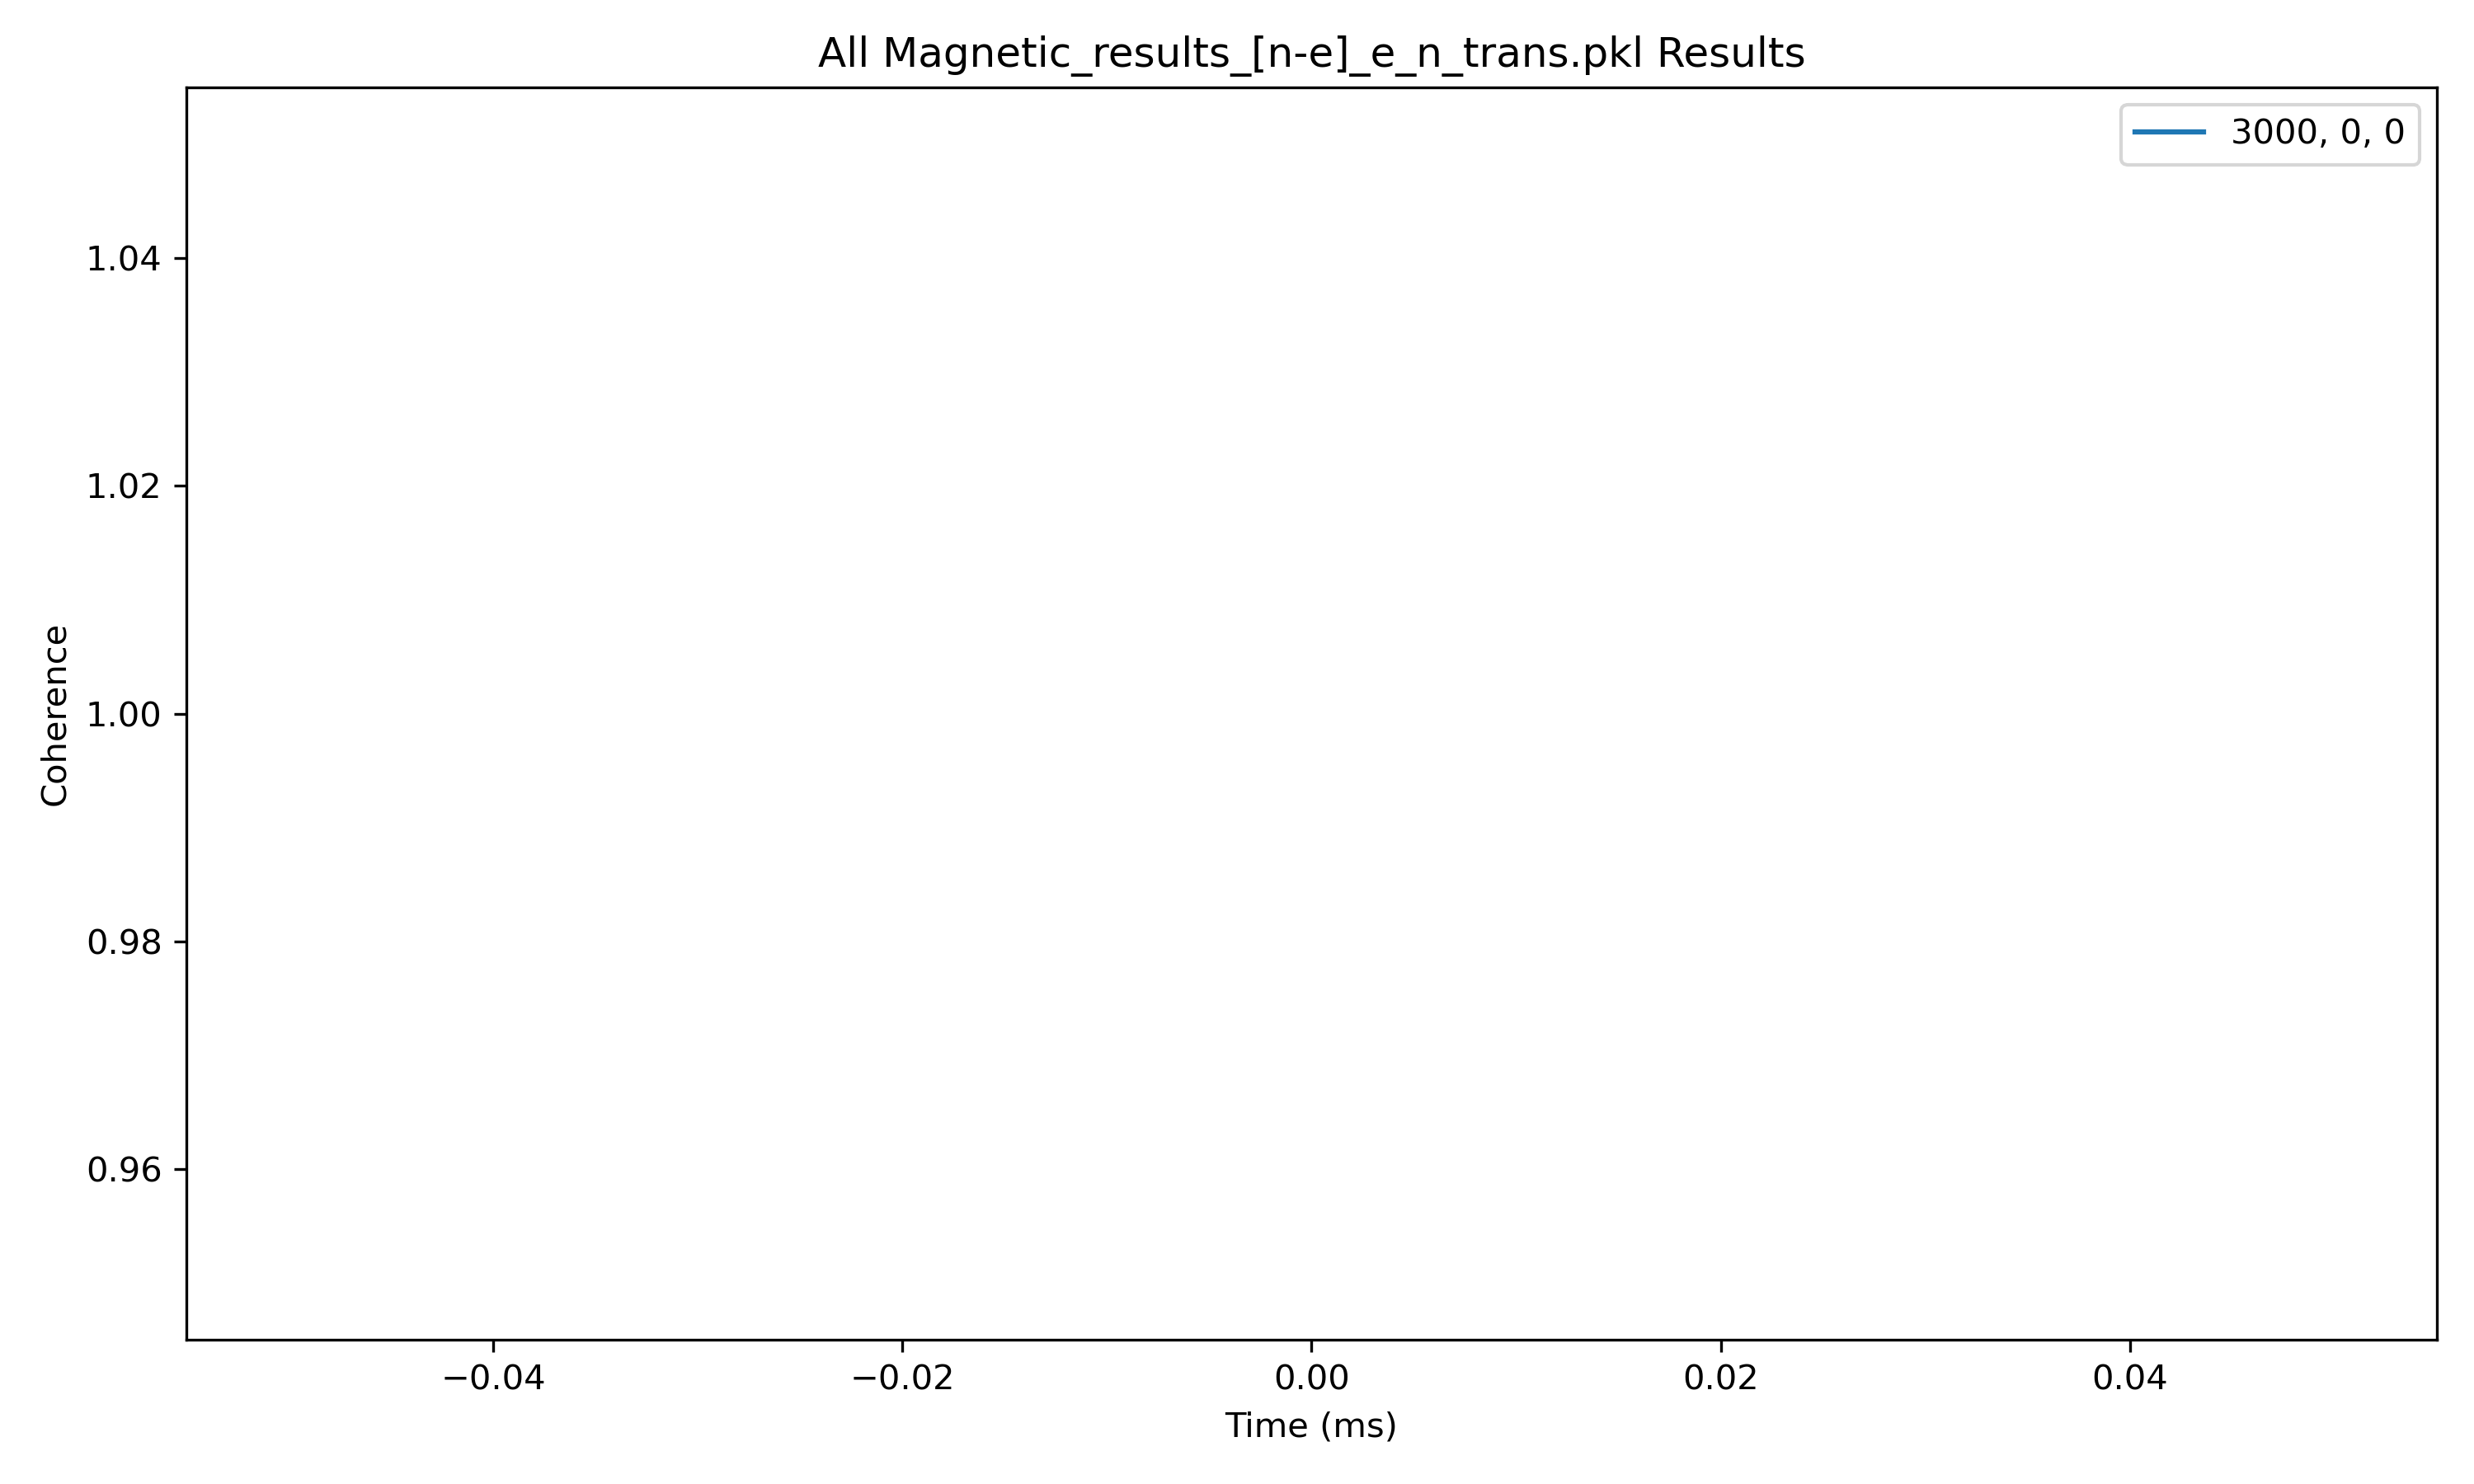 All Magnetic_results_[n-e]_e_n_trans.pkl Results
3000, 0, 0
Coherence
1.04
1.02
1.00
0.98
0.96
−0.04
−0.02
0.00
0.02
0.04
Time (ms)